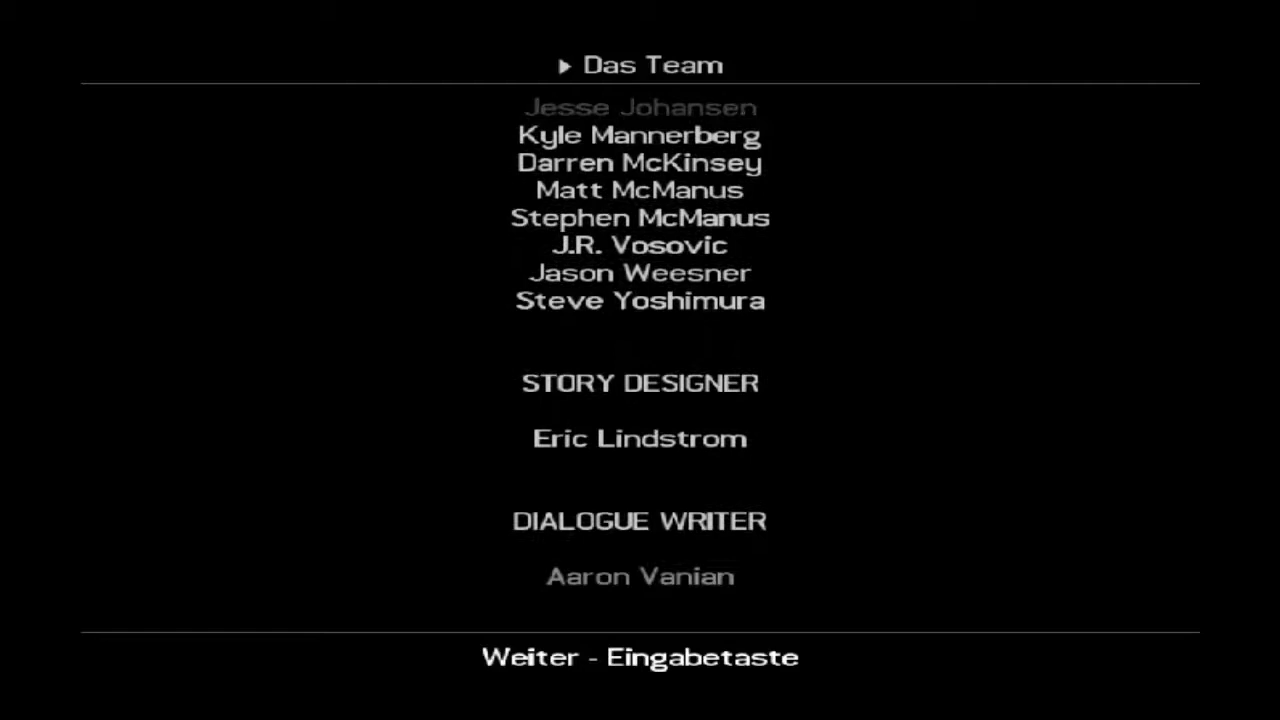 Das Team
Jesse Johansen
Kyle Mannerberg
Darren McKinsey
Matt McManus
Stephen McManus
J.R. Vosovic
Jason Weesner
Steve Yoshimura
STORY DESIGNER
Eric Lindstrom
DIALOGUE WRITER
Aaron Vanian
Weiter - Eingabetaste